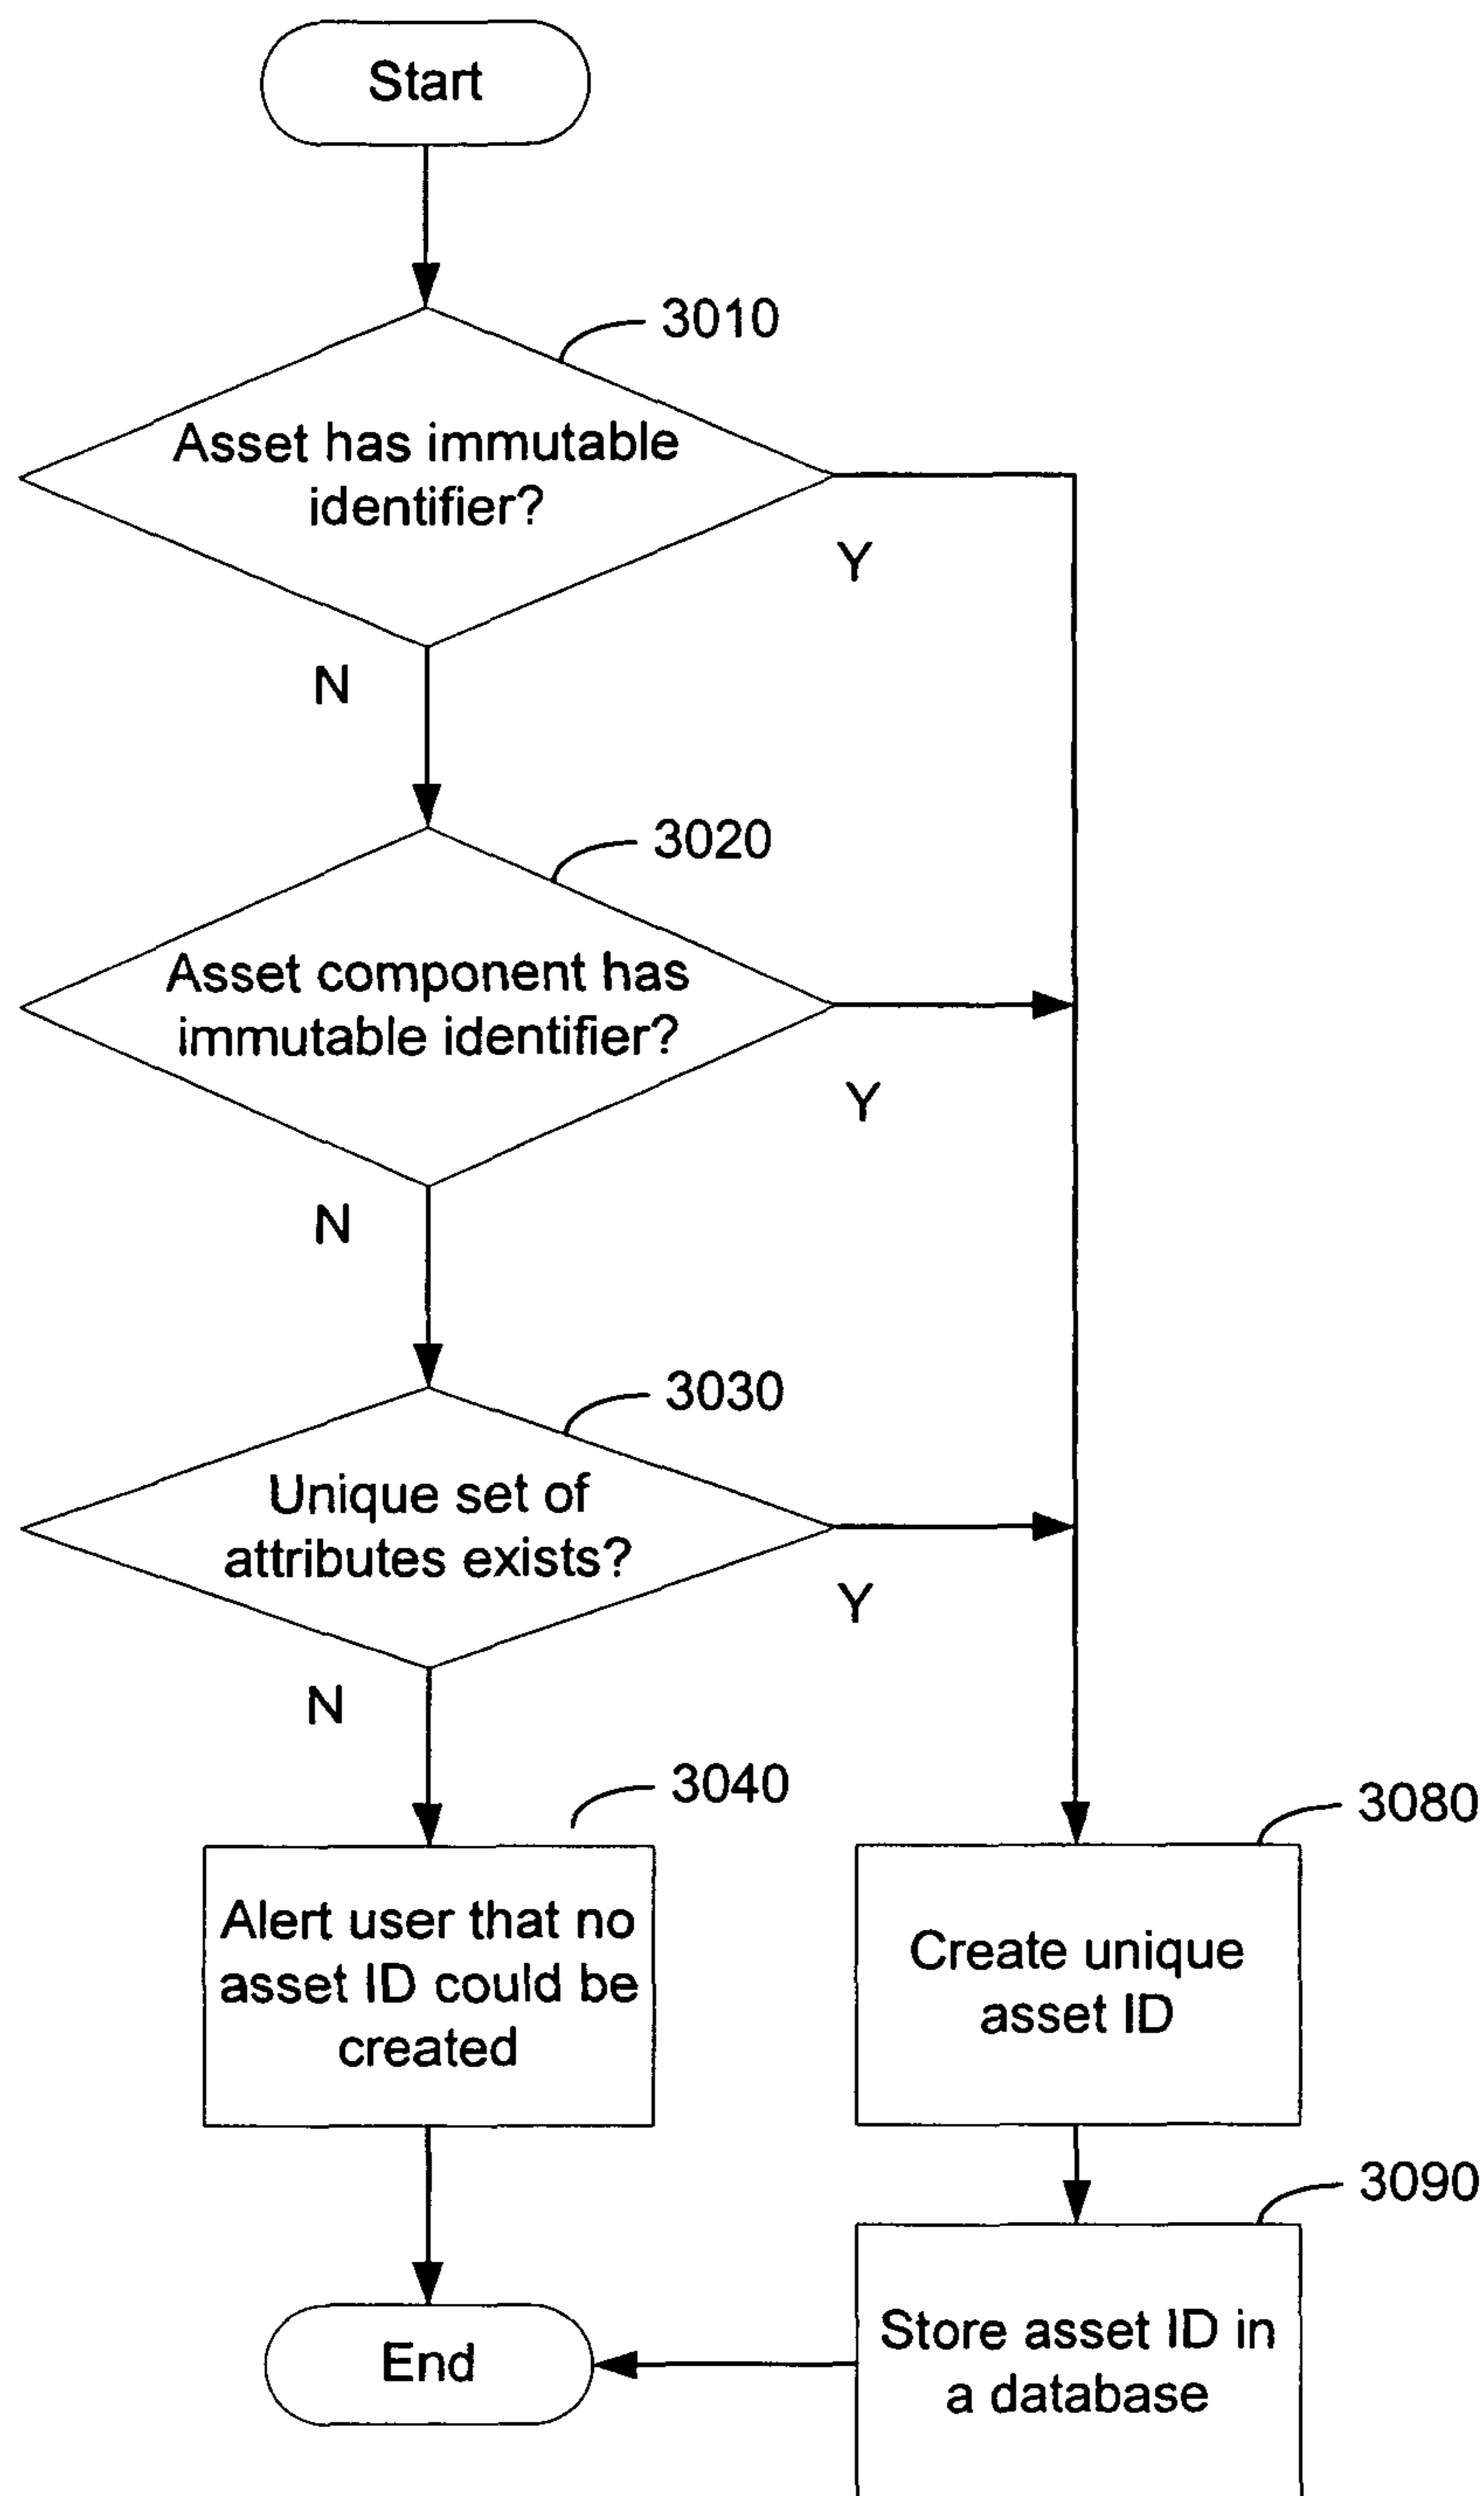 Start
3010
Asset has immutable
identifier?
Y
N
3020
Asset component has
immutable identifier?
Y
N
3030
Unique set of
attributes exists?
Y
N
3040
Alert user that no
asset ID could be
created
3080
Create unique
asset ID
3090
Store asset ID in
a database
End